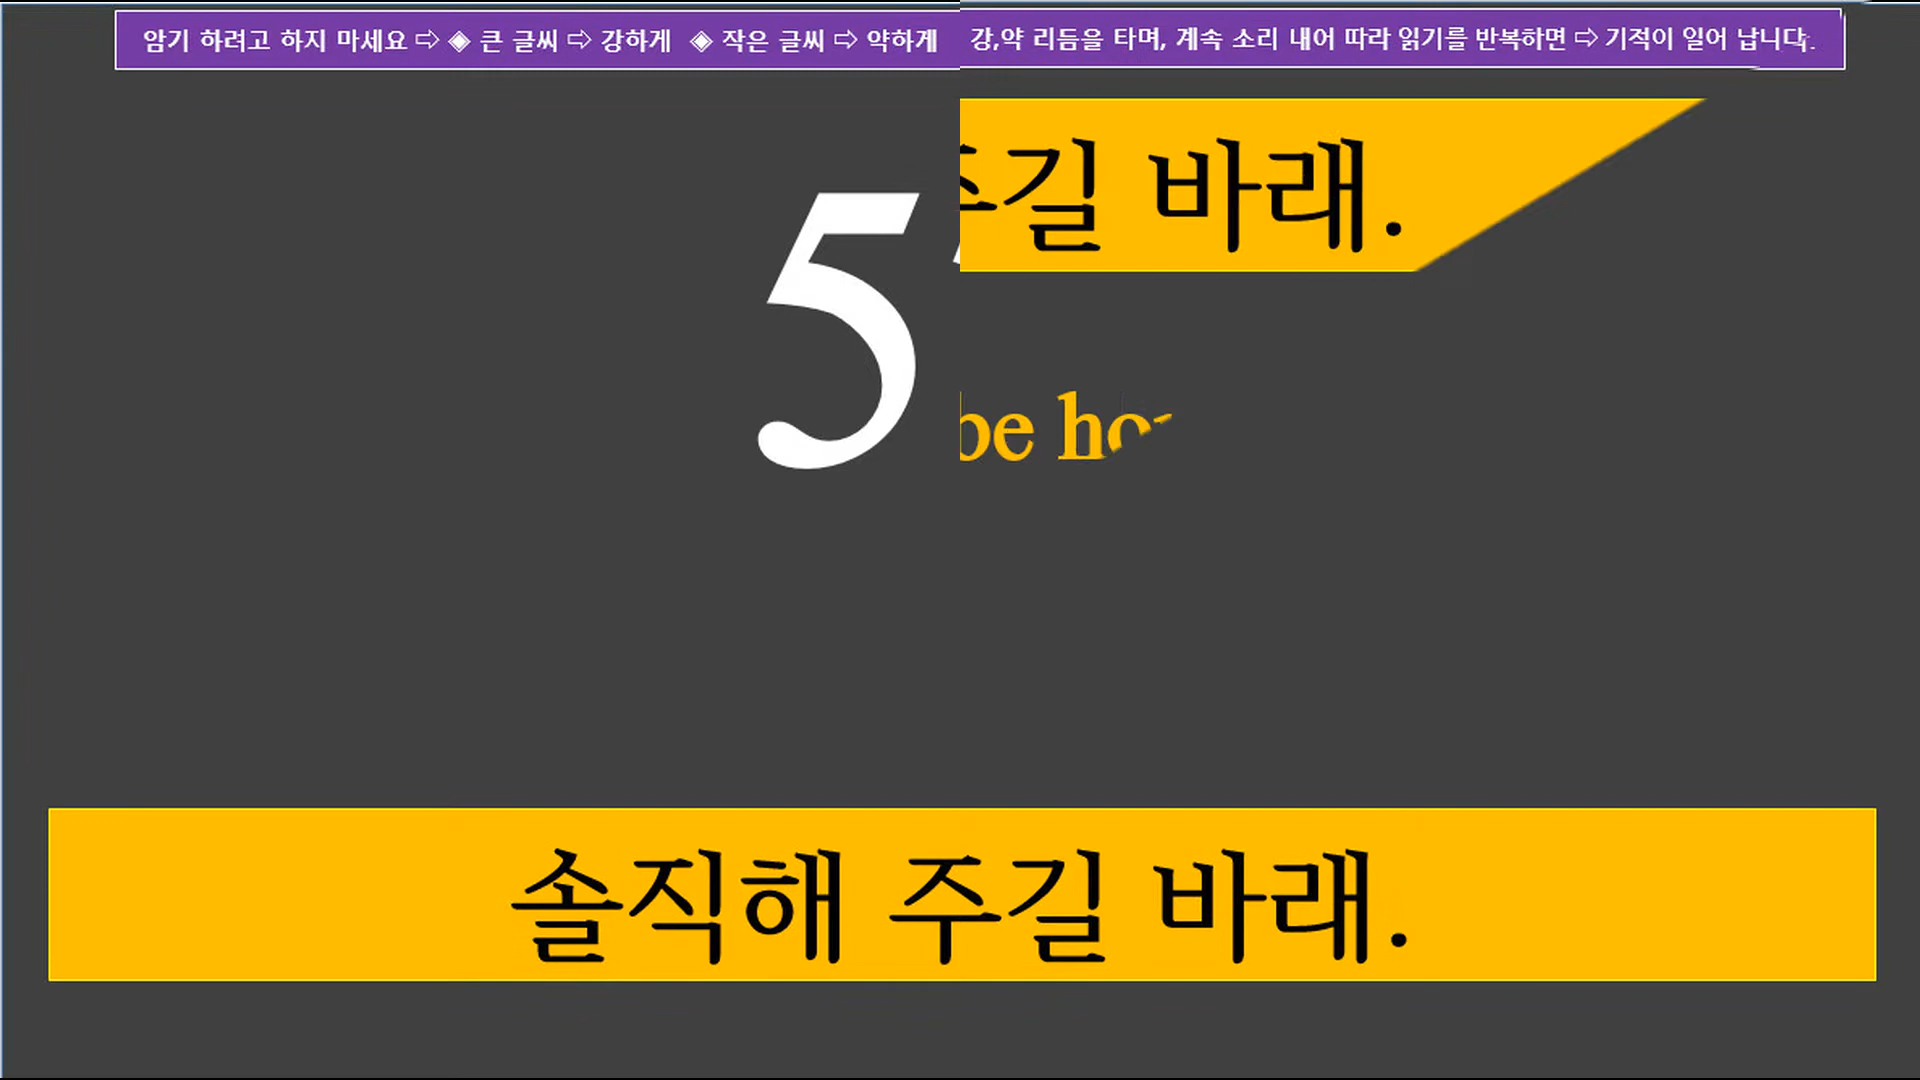 암기 하려고 하지 마세요 ⇨ ◈ 큰 글씨 ⇨ 강하게 ◈ 작은 글씨 ⇨ 약하게 강,약 리듬을 타며, 계속 소리 내어 따라 읽기를 반복하면 ⇨ 기적이 일어 납니다.
주길 바래.
5
be
솔직해 주길 바래.